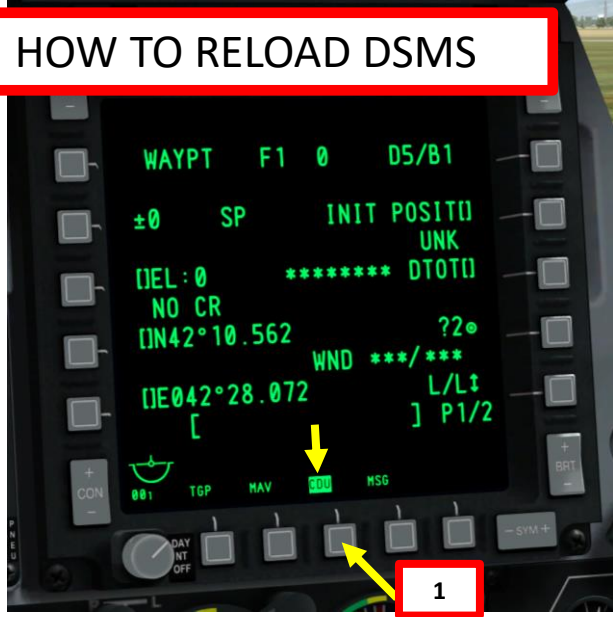 HOW TO RELOAD DSMS
WAYPT F1 0 D5/B1
±0 SP INIT POSIT[]
UNK
[]EL:0 ******** DTOT[]
NO CR
[]N42°10.562 ?2⊙
WND ***/***
[]E042°28.072 L/L↕
[ ] P1/2
001 TGP MAV CDU MSG
+
CON
-
DAY
NT
OFF
+
BRT
-
- SYM +
PNEU
1